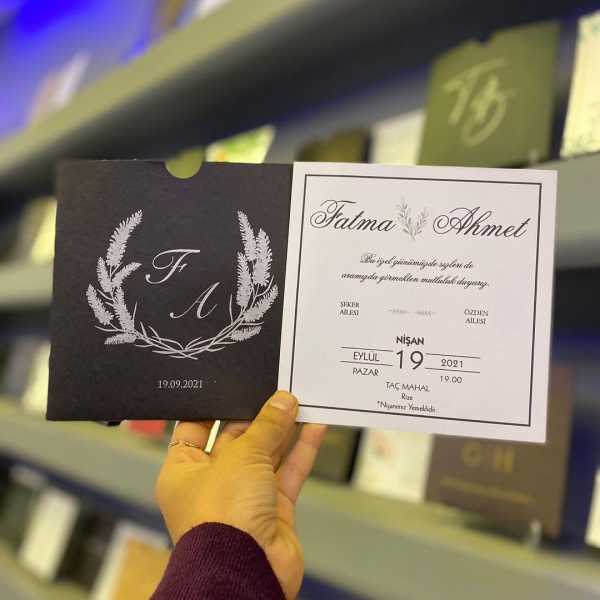 F
A
19.09.2021
Fatma Ahmet
Bu özel günümüzde sizleri de
aramızda görmekten mutluluk duyarız.
ŞEKER
AİLESİ
ÖZDEN
AİLESİ
NİŞAN
EYLÜL 19 2021
PAZAR 19.00
TAÇ MAHAL
Rize
*Nişanımız Yemeklidir.
G H